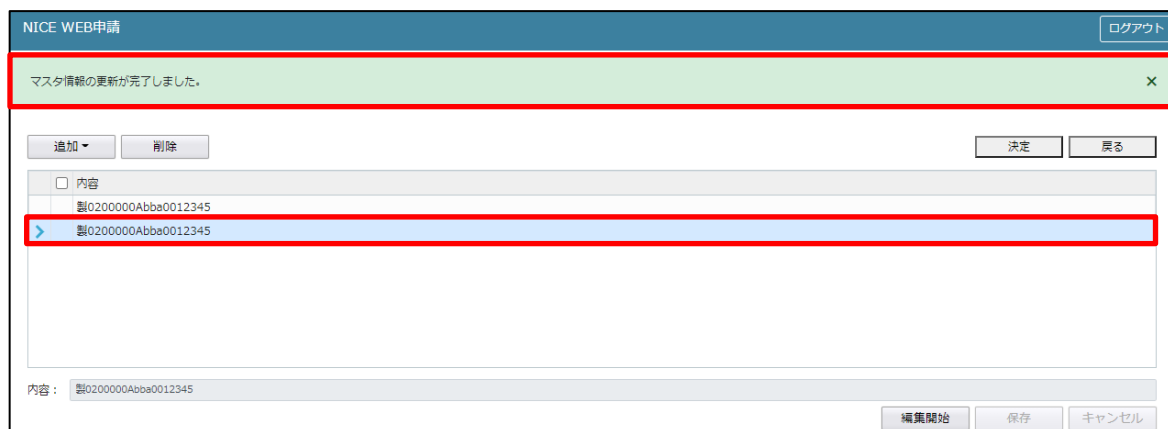 NICE WEB申請 ログアウト
マスタ情報の更新が完了しました。 ×
追加 削除 決定 戻る
内容
製0200000Abba0012345
製0200000Abba0012345
内容： 製0200000Abba0012345
編集開始 保存 キャンセル